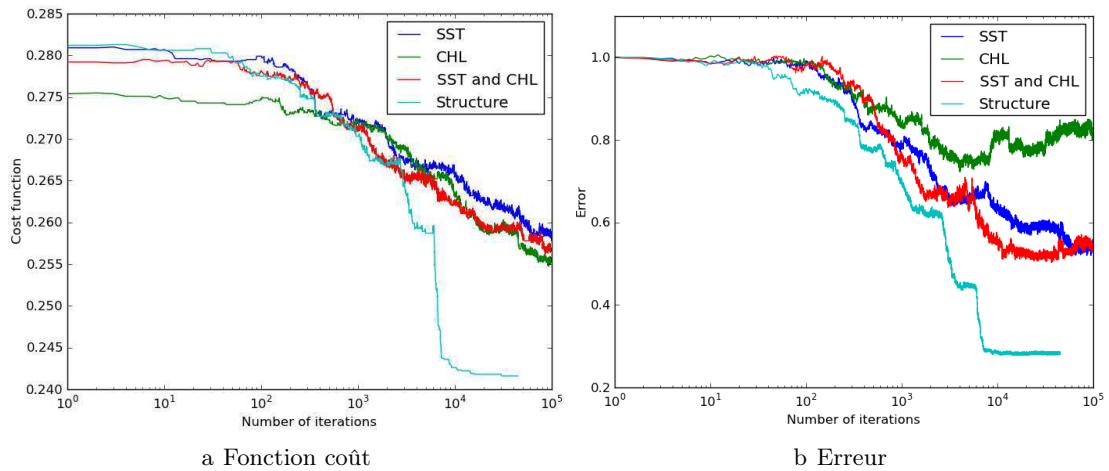 0.285
0.280
0.275
0.270
0.265
0.260
0.255
0.250
0.245
0.240
Cost function
10^0 10^1 10^2 10^3 10^4 10^5
Number of iterations
SST
CHL
SST and CHL
Structure
a Fonction coût
1.0
0.8
0.6
0.4
0.2
Error
10^0 10^1 10^2 10^3 10^4 10^5
Number of iterations
SST
CHL
SST and CHL
Structure
b Erreur